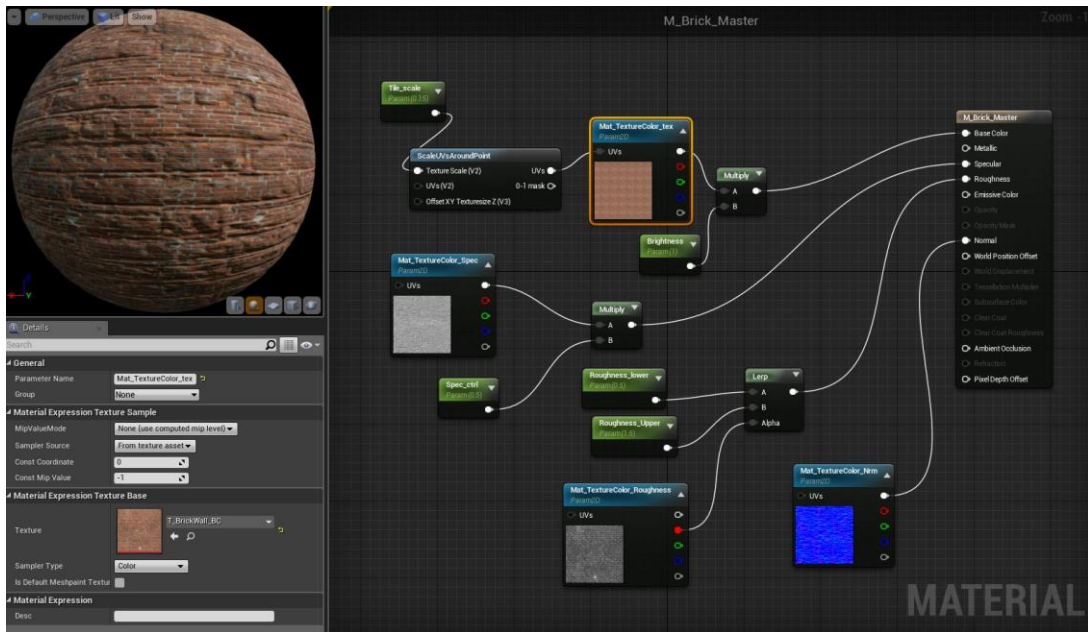 Perspective
Lit
Show
M_Brick_Master
Tile_scale
ScaleUVsAroundPoint
Texture Scale (V2)
UVs
UVs (V2)
0-1 mask
Offset XY Texturesize Z (V3)
Mat_TextureColor_tex
Param2D
UVs
Multiply
A
B
Brightness
Param (1)
Mat_TextureColor_Spec
Param2D
UVs
Multiply
A
B
Spec_ctrl
Param (0.5)
Roughness_lower
Param (0.5)
Roughness_Upper
Lerp
A
B
Alpha
Mat_TextureColor_Roughness
Param2D
UVs
Mat_TextureColor_Nrm
Param2D
UVs
M_Brick_Master
Base Color
Metallic
Specular
Roughness
Emissive Color
Opacity
Opacity Mask
Normal
World Position Offset
World Displacement
Tessellation Multiplier
Subsurface Color
Clear Coat
Clear Coat Roughness
Ambient Occlusion
Refraction
Pixel Depth Offset
MATERIAL
Details
Search
General
Parameter Name
Mat_TextureColor_tex
Group
None
Material Expression Texture Sample
MipValueMode
None (use computed mip level)
Sampler Source
From texture asset
Const Coordinate
0
Const Mip Value
-1
Material Expression Texture Base
Texture
T_BrickWall_BC
Sampler Type
Color
Is Default Meshpaint Textur
Material Expression
Desc